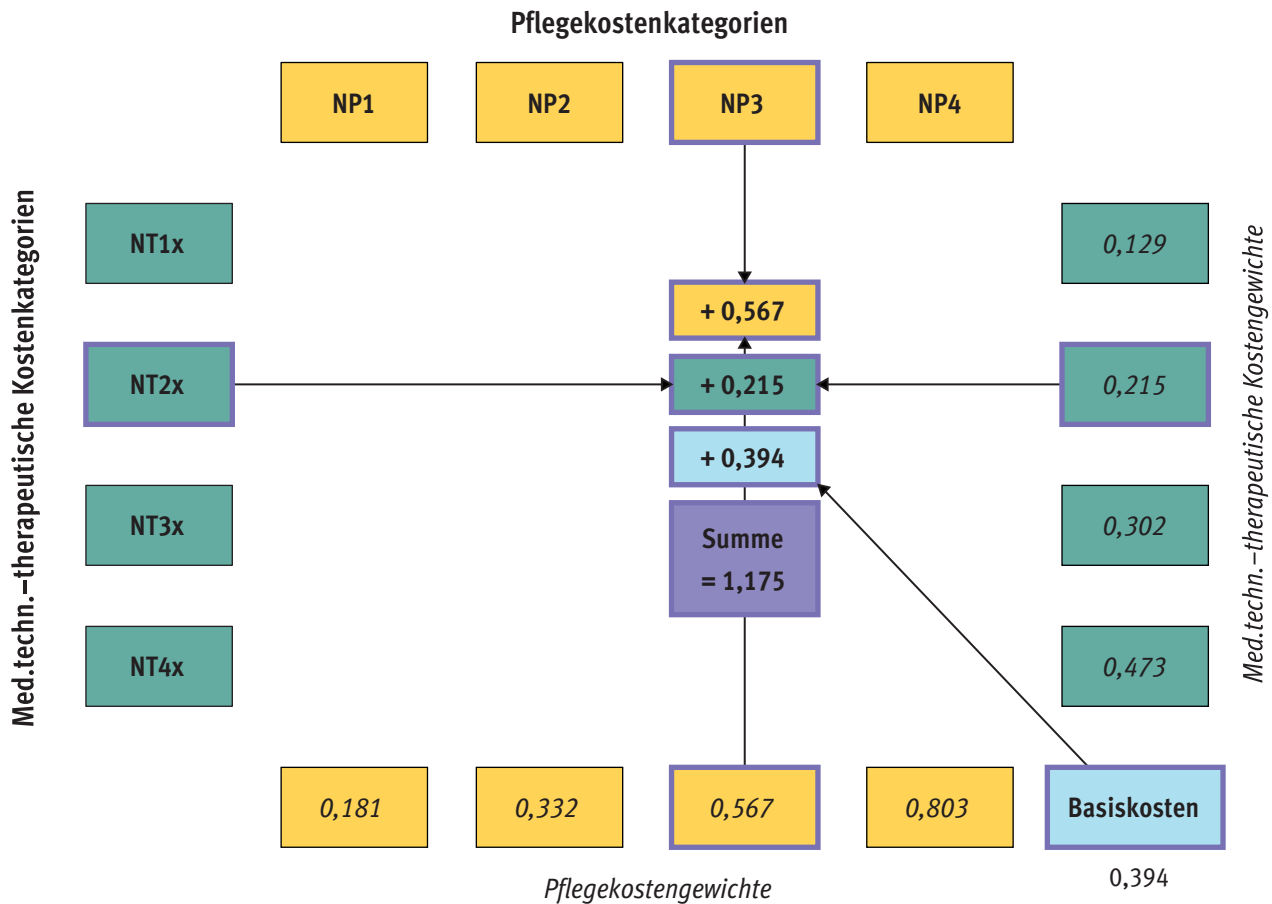 Pflegekostenkategorien
NP1
NP2
NP3
NP4
Med.techn.–therapeutische Kostenkategorien
NT1x
0,129
+ 0,567
NT2x
+ 0,215
0,215
+ 0,394
NT3x
Summe
= 1,175
0,302
NT4x
0,473
Med.techn.–therapeutische Kostengewichte
0,181
0,332
0,567
0,803
Basiskosten
0,394
Pflegekostengewichte